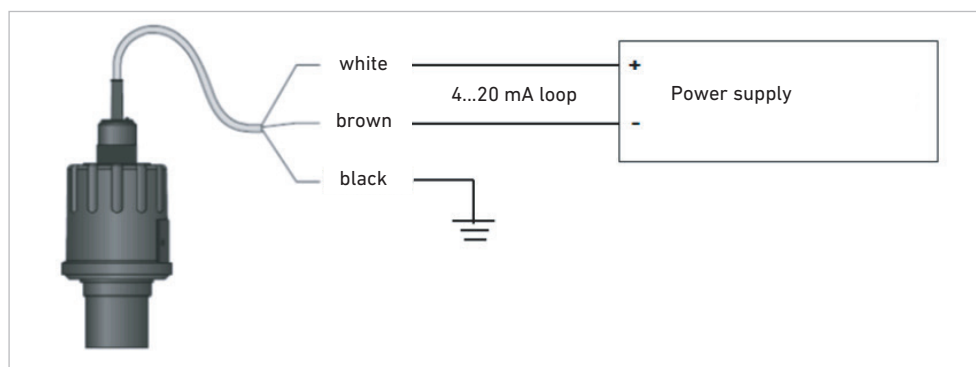 white
+
4...20 mA loop
Power supply
brown
-
black